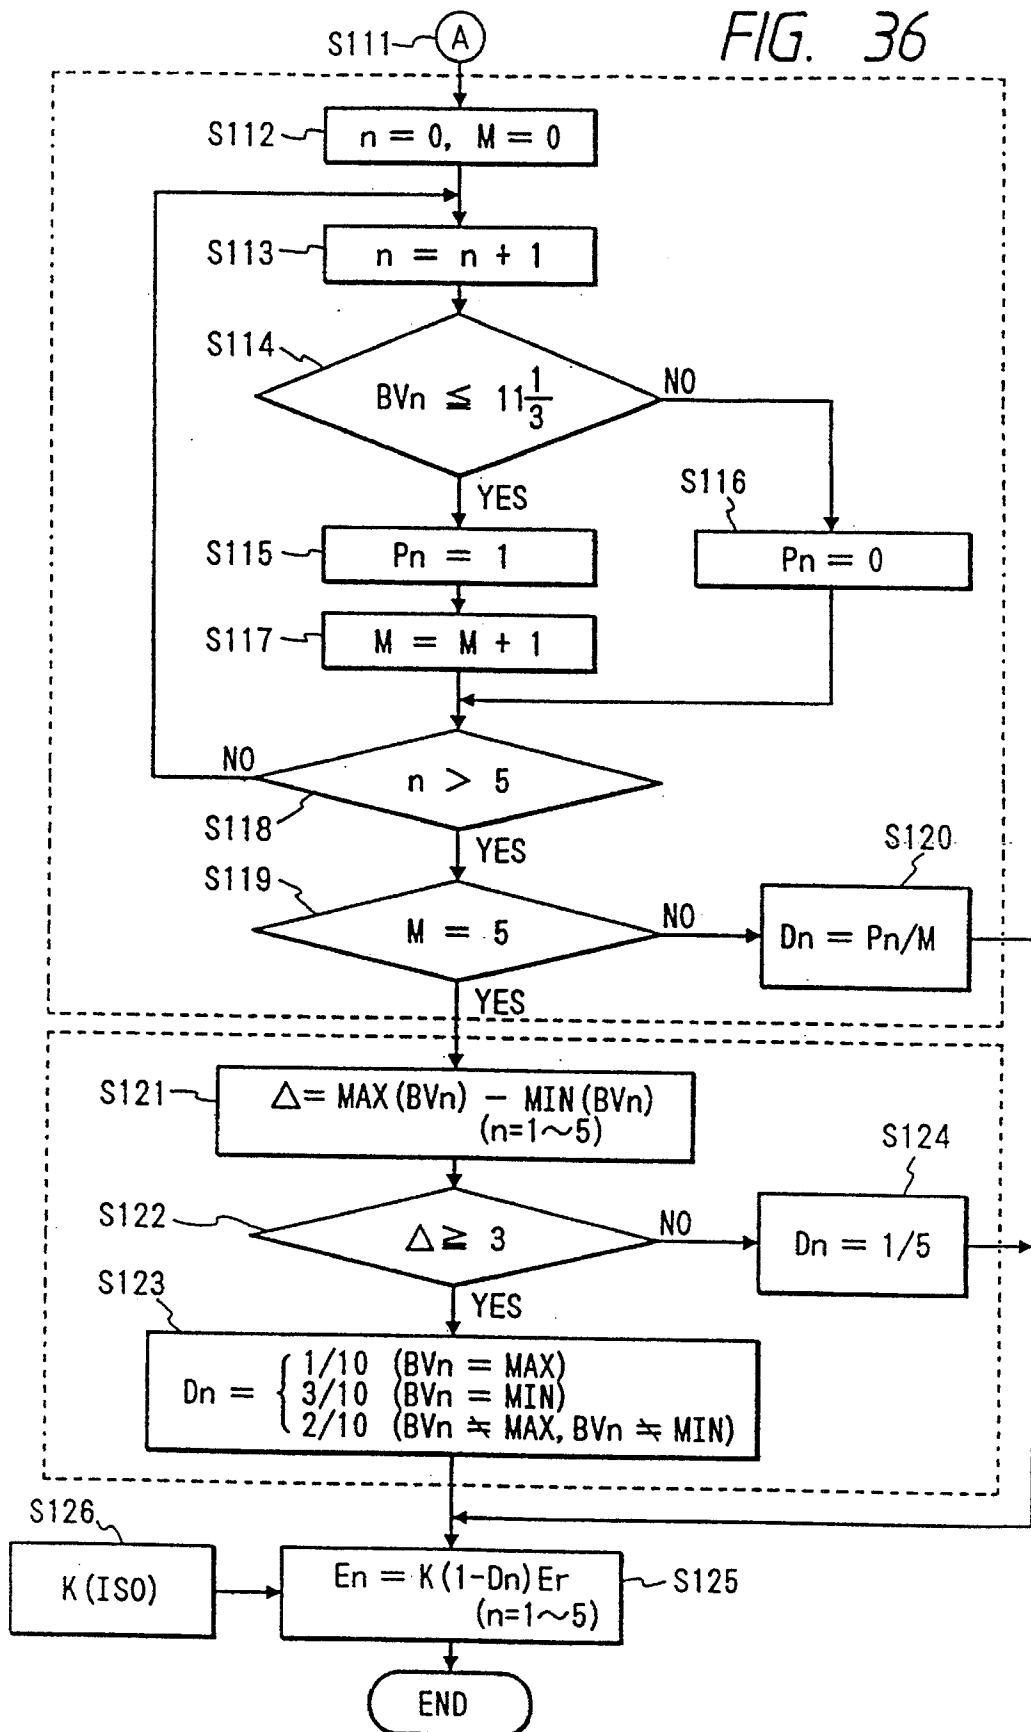 FIG. 36
S111
A
S112
n = 0, M = 0
S113
n = n + 1
S114
BVn ≦ 11 1/3
NO
YES
S116
S115
Pn = 1
Pn = 0
S117
M = M + 1
NO
n > 5
S118
YES
S120
S119
M = 5
NO
Dn = Pn/M
YES
S121
△ = MAX(BVn) − MIN(BVn)
(n=1～5)
S124
S122
△ ≧ 3
NO
Dn = 1/5
S123
YES
Dn = { 1/10 (BVn = MAX)
3/10 (BVn = MIN)
2/10 (BVn ≒ MAX, BVn ≒ MIN)
S126
K(ISO)
En = K(1-Dn)Er
(n=1～5)
S125
END